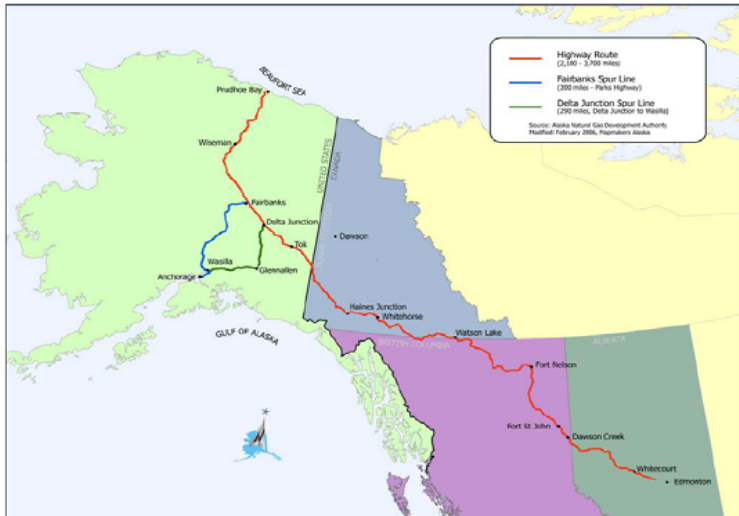 Highway Route
(2,100 - 3,700 miles)
Fairbanks Spur Line
(300 miles - Parks Highway)
Delta Junction Spur Line
(290 miles, Delta Junction to Wasilla)
Source: Alaska Natural Gas Development Authority
Modified: February 2006, Mapmakers Alaska
BEAUFORT SEA
Prudhoe Bay
Wiseman
UNITED STATES
CANADA
Fairbanks
Delta Junction
Dawson
Tok
Wasilla
Glennallen
Anchorage
Haines Junction
Whitehorse
GULF OF ALASKA
Watson Lake
BRITISH COLUMBIA
ALBERTA
Fort Nelson
Fort St John
Dawson Creek
Whitecourt
Edmonton
N